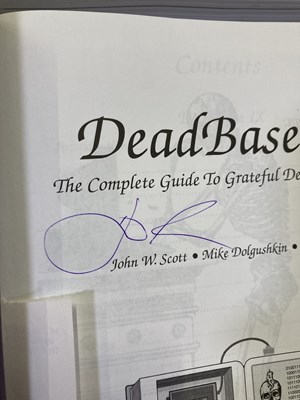 Contents
DeadBase
The Complete Guide To Grateful De
John W. Scott • Mike Dolgushkin •